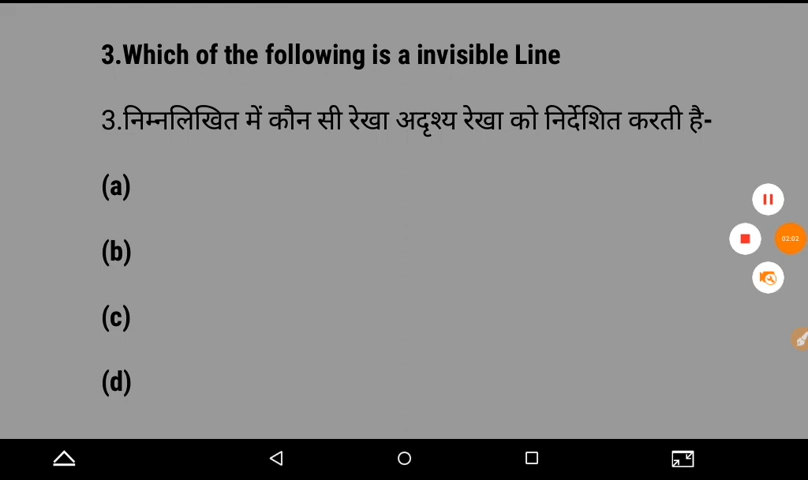 3.Which of the following is a invisible Line
3.निम्नलिखित में कौन सी रेखा अदृश्य रेखा को निर्देशित करती है-
(a)
(b)
02:02
(c)
(d)